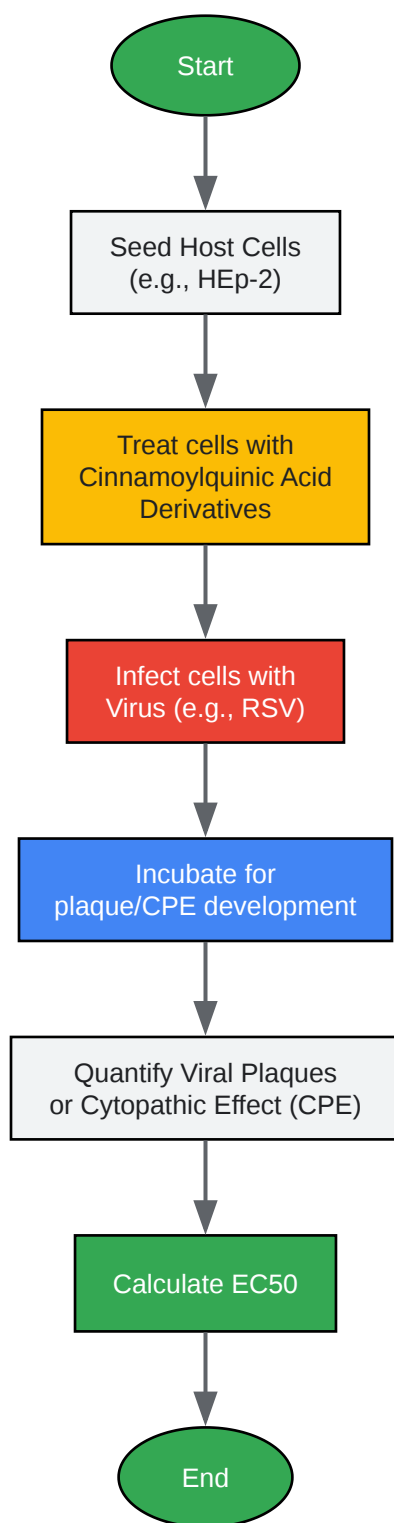 Start
Seed Host Cells
(e.g., HEp-2)
Treat cells with
Cinnamoylquinic Acid
Derivatives
Infect cells with
Virus (e.g., RSV)
Incubate for
plaque/CPE development
Quantify Viral Plaques
or Cytopathic Effect (CPE)
Calculate EC50
End